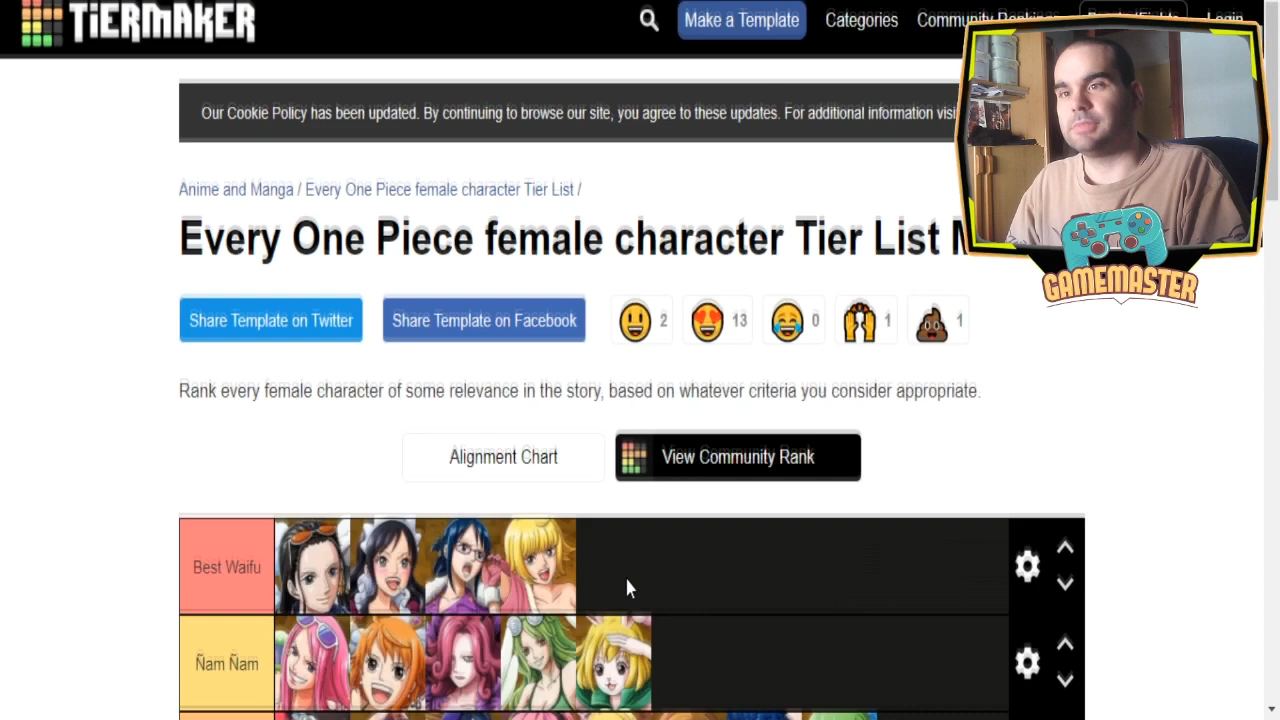 TIERMAKER
Make a Template
Categories
Community Rankings
Login
Our Cookie Policy has been updated. By continuing to browse our site, you agree to these updates. For additional information
Anime and Manga / Every One Piece female character Tier List /
Every One Piece female character Tier List
Share Template on Twitter
Share Template on Facebook
2
13
0
1
1
GAMEMASTER
Rank every female character of some relevance in the story, based on whatever criteria you consider appropriate.
Alignment Chart
View Community Rank
Best Waifu
Ñam Ñam